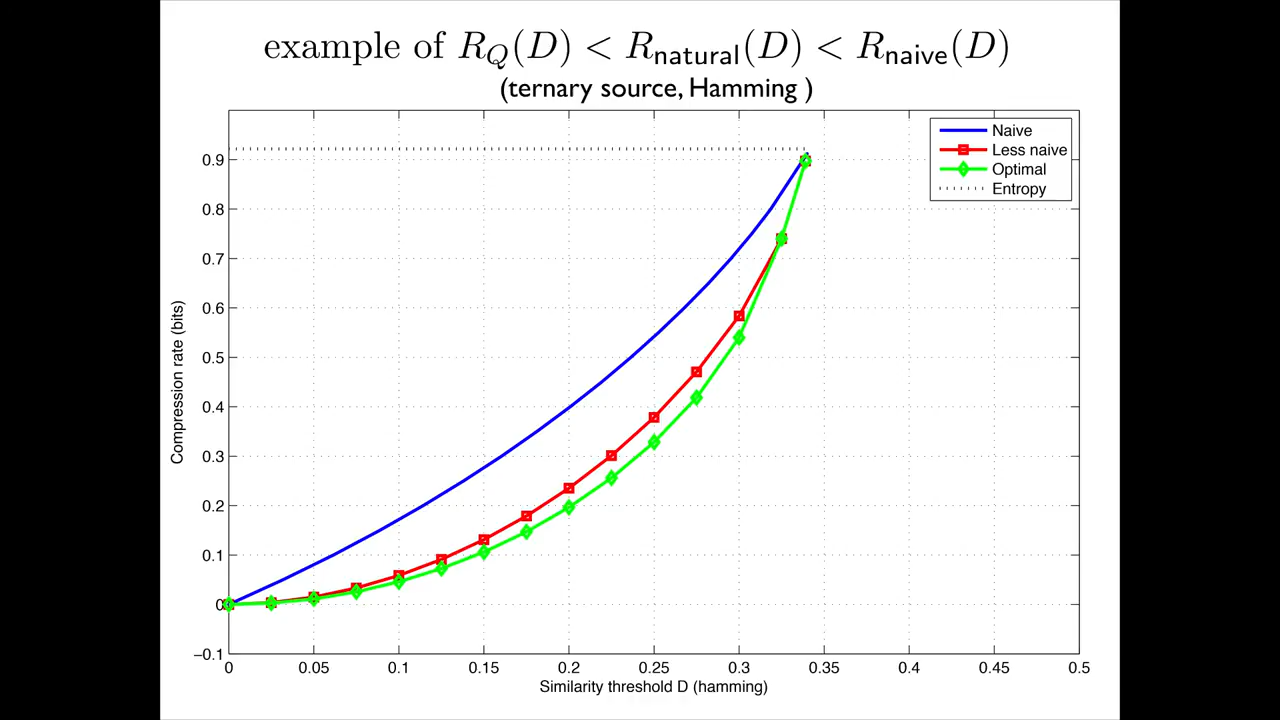 example of R_Q(D) < R_natural(D) < R_naive(D)
(ternary source, Hamming )
Naive
Less naive
Optimal
Entropy
0.9
0.8
0.7
0.6
0.5
0.4
0.3
0.2
0.1
0
−0.1
Compression rate (bits)
0 0.05 0.1 0.15 0.2 0.25 0.3 0.35 0.4 0.45 0.5
Similarity threshold D (hamming)